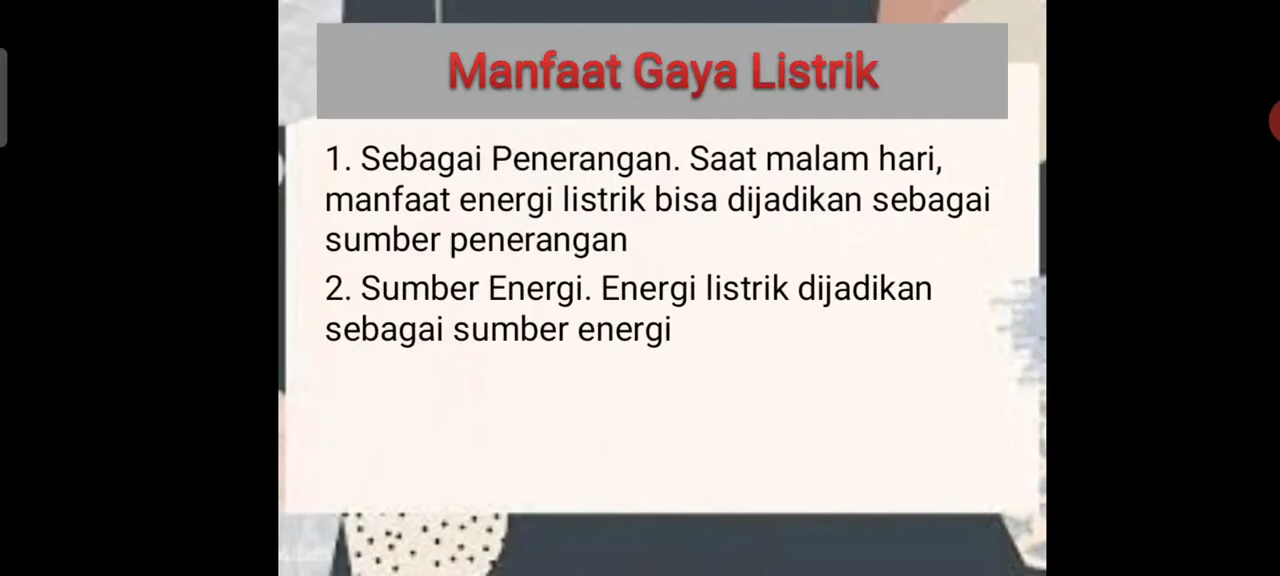 Manfaat Gaya Listrik
1. Sebagai Penerangan. Saat malam hari,
manfaat energi listrik bisa dijadikan sebagai
sumber penerangan
2. Sumber Energi. Energi listrik dijadikan
sebagai sumber energi